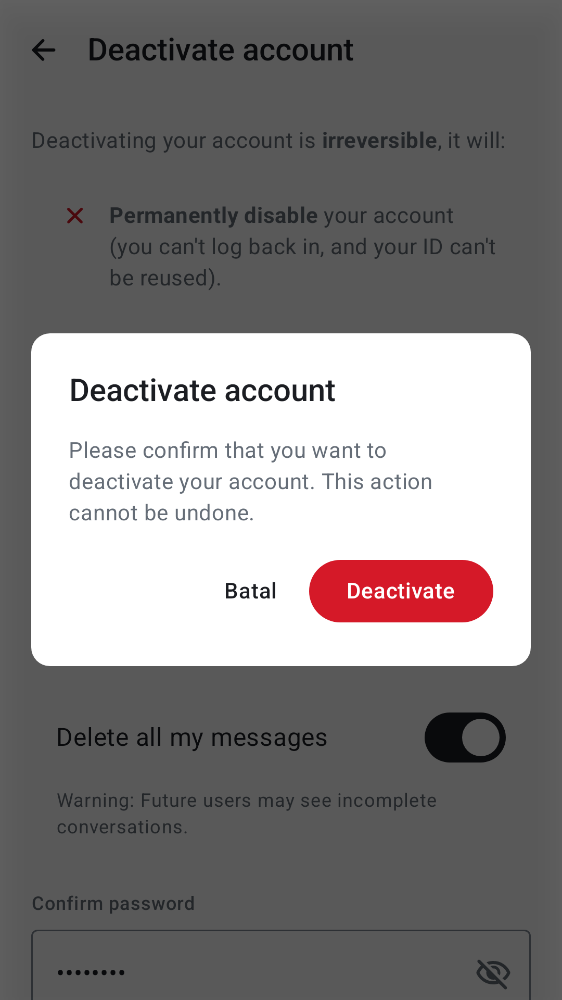 Deactivate account
Deactivating your account is irreversible, it will:
Permanently disable your account
(you can't log back in, and your ID can't
be reused).
Deactivate account
Please confirm that you want to
deactivate your account. This action
cannot be undone.
Batal
Deactivate
Delete all my messages
Warning: Future users may see incomplete
conversations.
Confirm password
••••••••